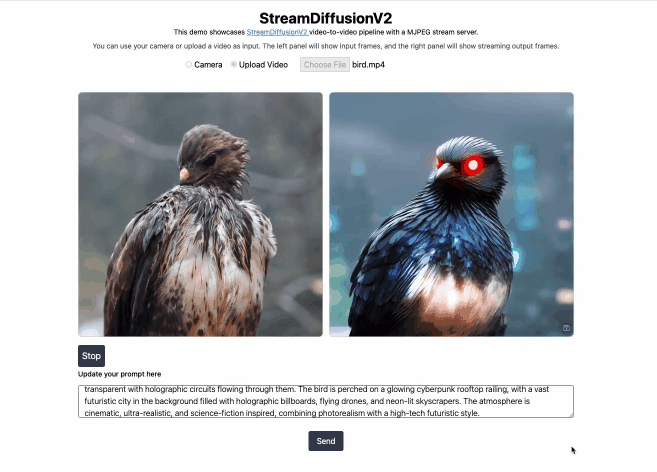 StreamDiffusionV2
This demo showcases StreamDiffusionV2 video-to-video pipeline with a MJPEG stream server.
You can use your camera or upload a video as input. The left panel will show input frames, and the right panel will show streaming output frames.
Camera Upload Video Choose File bird.mp4
Stop
Update your prompt here
transparent with holographic circuits flowing through them. The bird is perched on a glowing cyberpunk rooftop railing, with a vast
futuristic city in the background filled with holographic billboards, flying drones, and neon-lit skyscrapers. The atmosphere is
cinematic, ultra-realistic, and science-fiction inspired, combining photorealism with a high-tech futuristic style.
Send